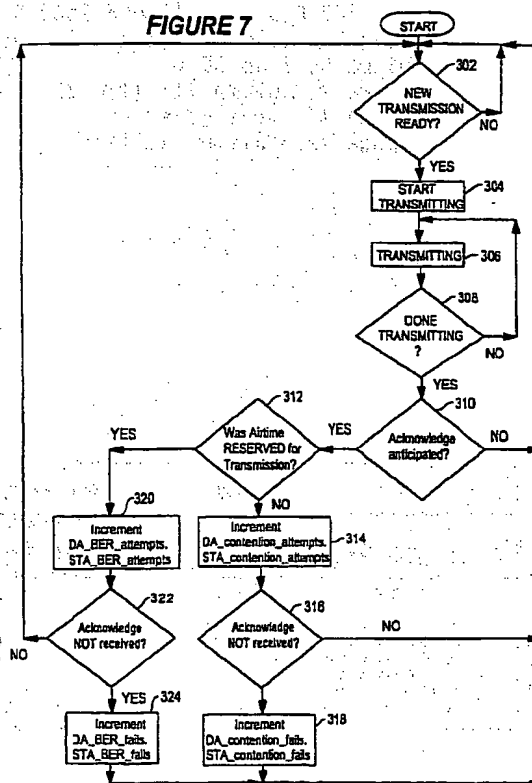 FIGURE 7
START
302
NEW
TRANSMISSION
READY?
NO
YES
START
TRANSMITTING
304
TRANSMITTING
306
308
DONE
TRANSMITTING
?
NO
YES
310
Acknowledge
anticipated?
NO
YES
312
Was Airtime
RESERVED for
Transmission?
YES
NO
320
Increment
DA_BER_attempts.
STA_BER_attempts
Increment
DA_contention_attempts.
STA_contention_attempts
314
322
Acknowledge
NOT received?
NO
YES
316
Acknowledge
NOT received?
NO
YES
324
Increment
DA_BER_fails.
STA_BER_fails
Increment
DA_contention_fails.
STA_contention_fails
318